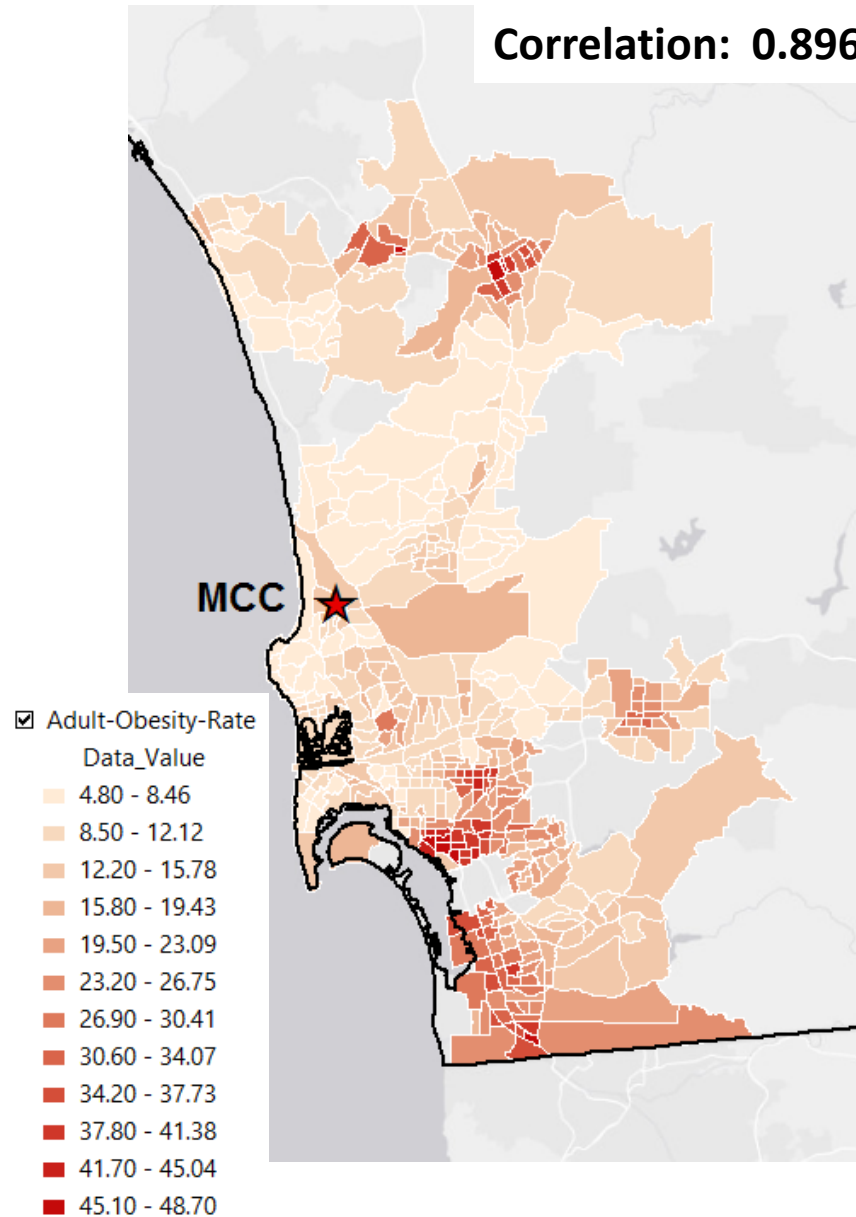 Correlation: 0.896
MCC
Adult-Obesity-Rate
Data_Value
4.80 - 8.46
8.50 - 12.12
12.20 - 15.78
15.80 - 19.43
19.50 - 23.09
23.20 - 26.75
26.90 - 30.41
30.60 - 34.07
34.20 - 37.73
37.80 - 41.38
41.70 - 45.04
45.10 - 48.70